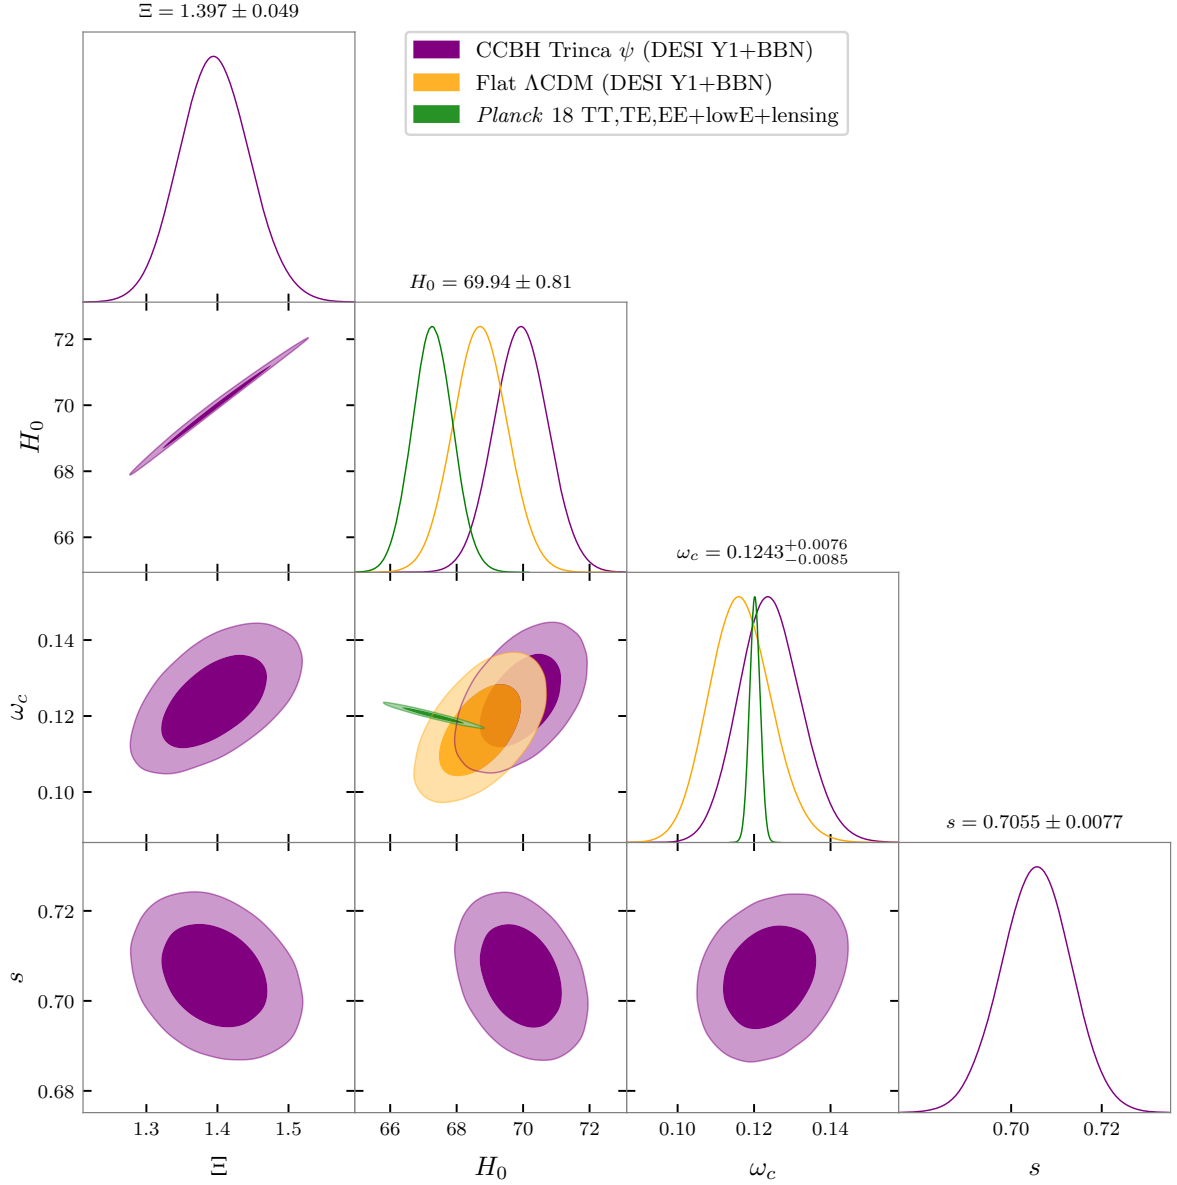 Ξ = 1.397 ± 0.049
CCBH Trinca ψ (DESI Y1+BBN)
Flat ΛCDM (DESI Y1+BBN)
Planck 18 TT,TE,EE+lowE+lensing
H₀ = 69.94 ± 0.81
72
70
68
66
H₀
ω_c = 0.1243^{+0.0076}_{-0.0085}
0.14
0.12
0.10
ω_c
s = 0.7055 ± 0.0077
0.72
0.70
0.68
s
1.3 1.4 1.5 66 68 70 72 0.10 0.12 0.14 0.70 0.72
Ξ H₀ ω_c s